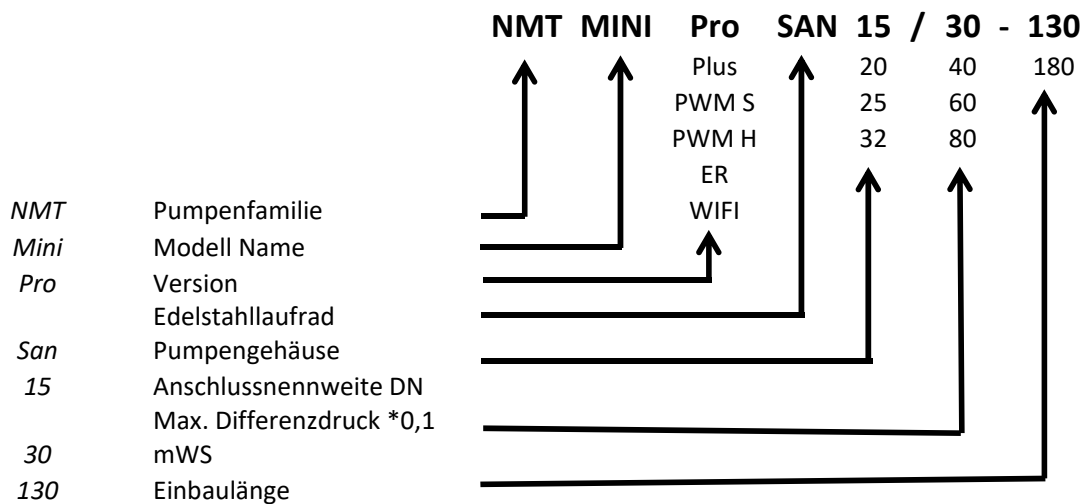 NMT MINI Pro SAN 15 / 30 - 130
Plus 20 40 180
PWM S 25 60
PWM H 32 80
ER
WIFI
NMT Pumpenfamilie
Mini Modell Name
Pro Version
Edelstahllaufrad
San Pumpengehäuse
15 Anschlussnennweite DN
Max. Differenzdruck *0,1
30 mWS
130 Einbaulänge